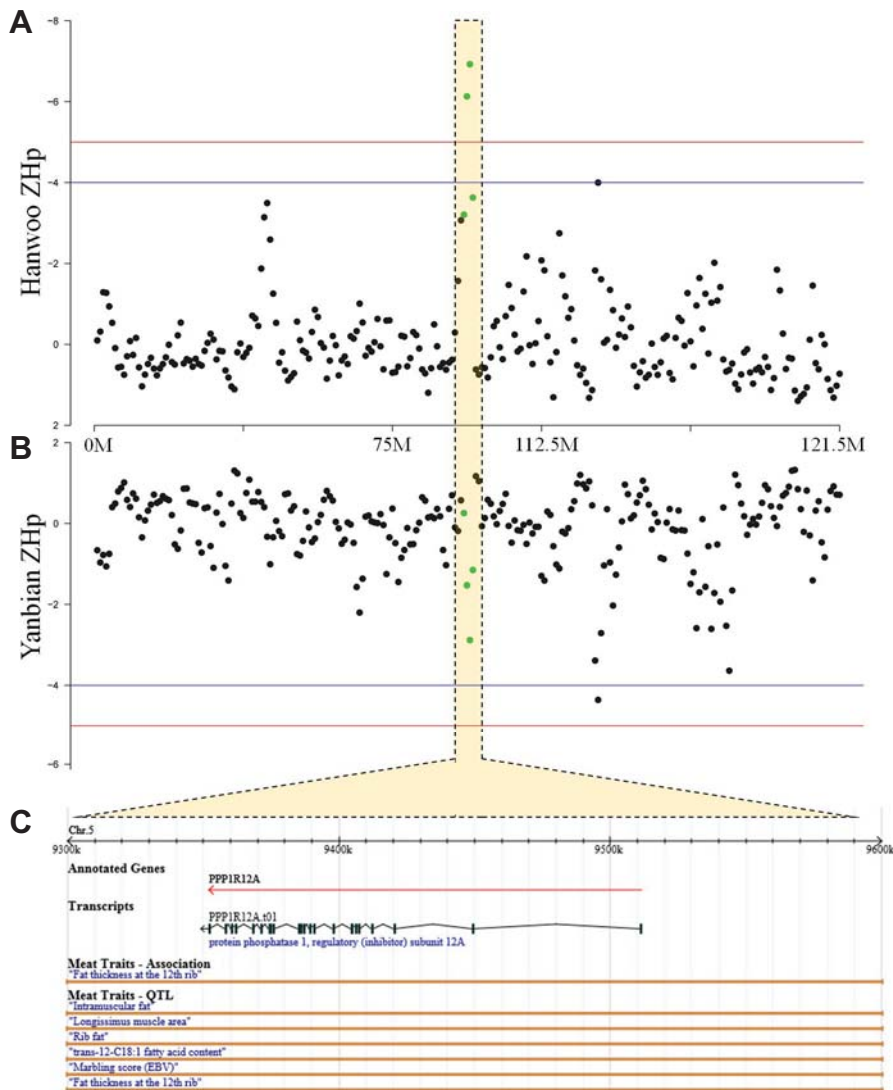 A
Hanwoo ZHp
−8
−6
−4
−2
0
2
0M 75M 112.5M 121.5M
B
Yanbian ZHp
2
0
−2
−4
−6
C
Chr.5
9300k 9400k 9500k 9600k
Annotated Genes
PPP1R12A
Transcripts
PPP1R12A.t01
protein phosphatase 1, regulatory (inhibitor) subunit 12A
Meat Traits - Association
"Fat thickness at the 12th rib"
Meat Traits - QTL
"Intramuscular fat"
"Longissimus muscle area"
"Rib fat"
"trans-12-C18:1 fatty acid content"
"Marbling score (EBV)"
"Fat thickness at the 12th rib"